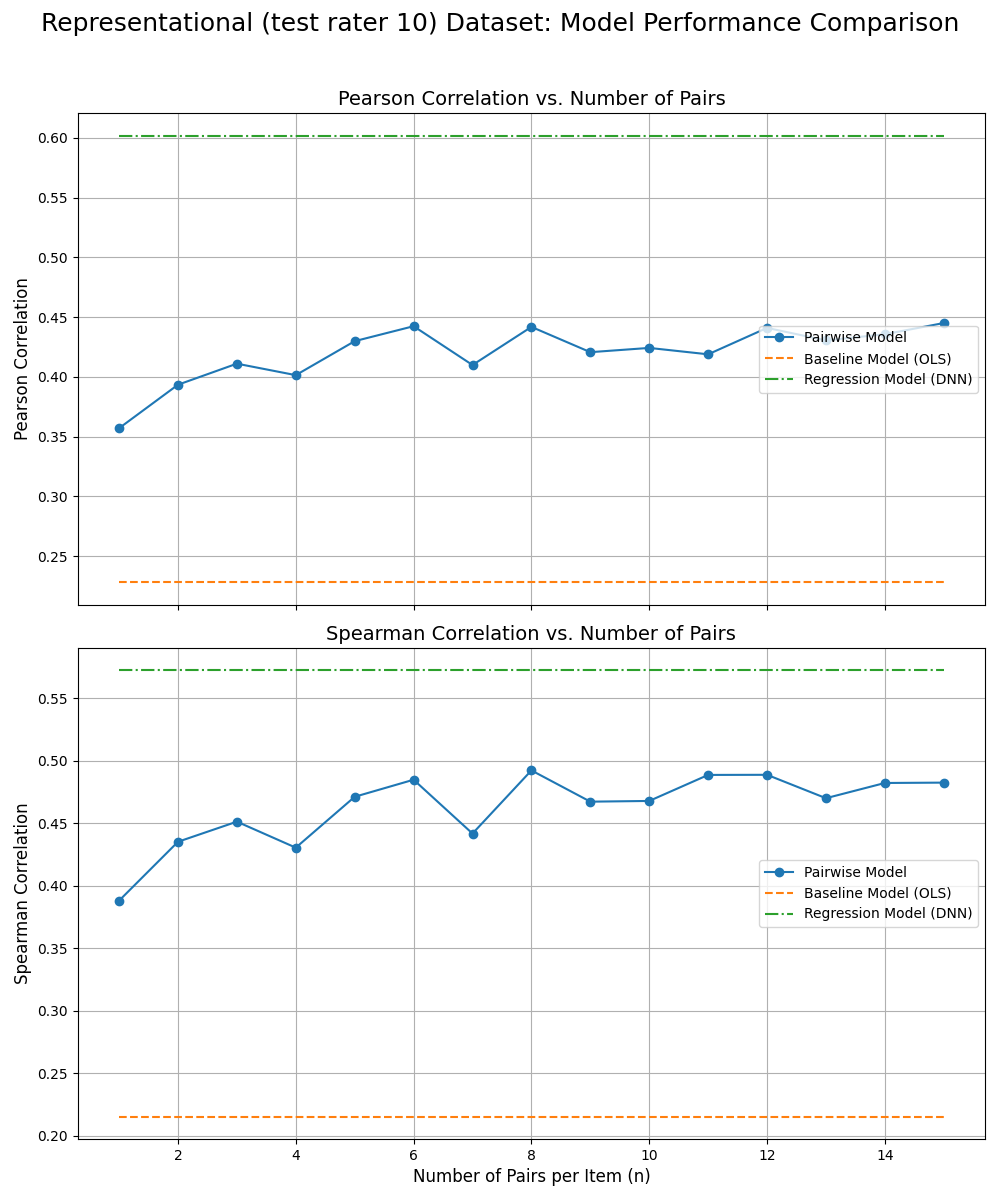 Representational (test rater 10) Dataset: Model Performance Comparison
Pearson Correlation vs. Number of Pairs
Pearson Correlation
0.60
0.55
0.50
0.45
0.40
0.35
0.30
0.25
Pairwise Model
Baseline Model (OLS)
Regression Model (DNN)
Spearman Correlation vs. Number of Pairs
Spearman Correlation
0.55
0.50
0.45
0.40
0.35
0.30
0.25
0.20
Pairwise Model
Baseline Model (OLS)
Regression Model (DNN)
2 4 6 8 10 12 14
Number of Pairs per Item (n)